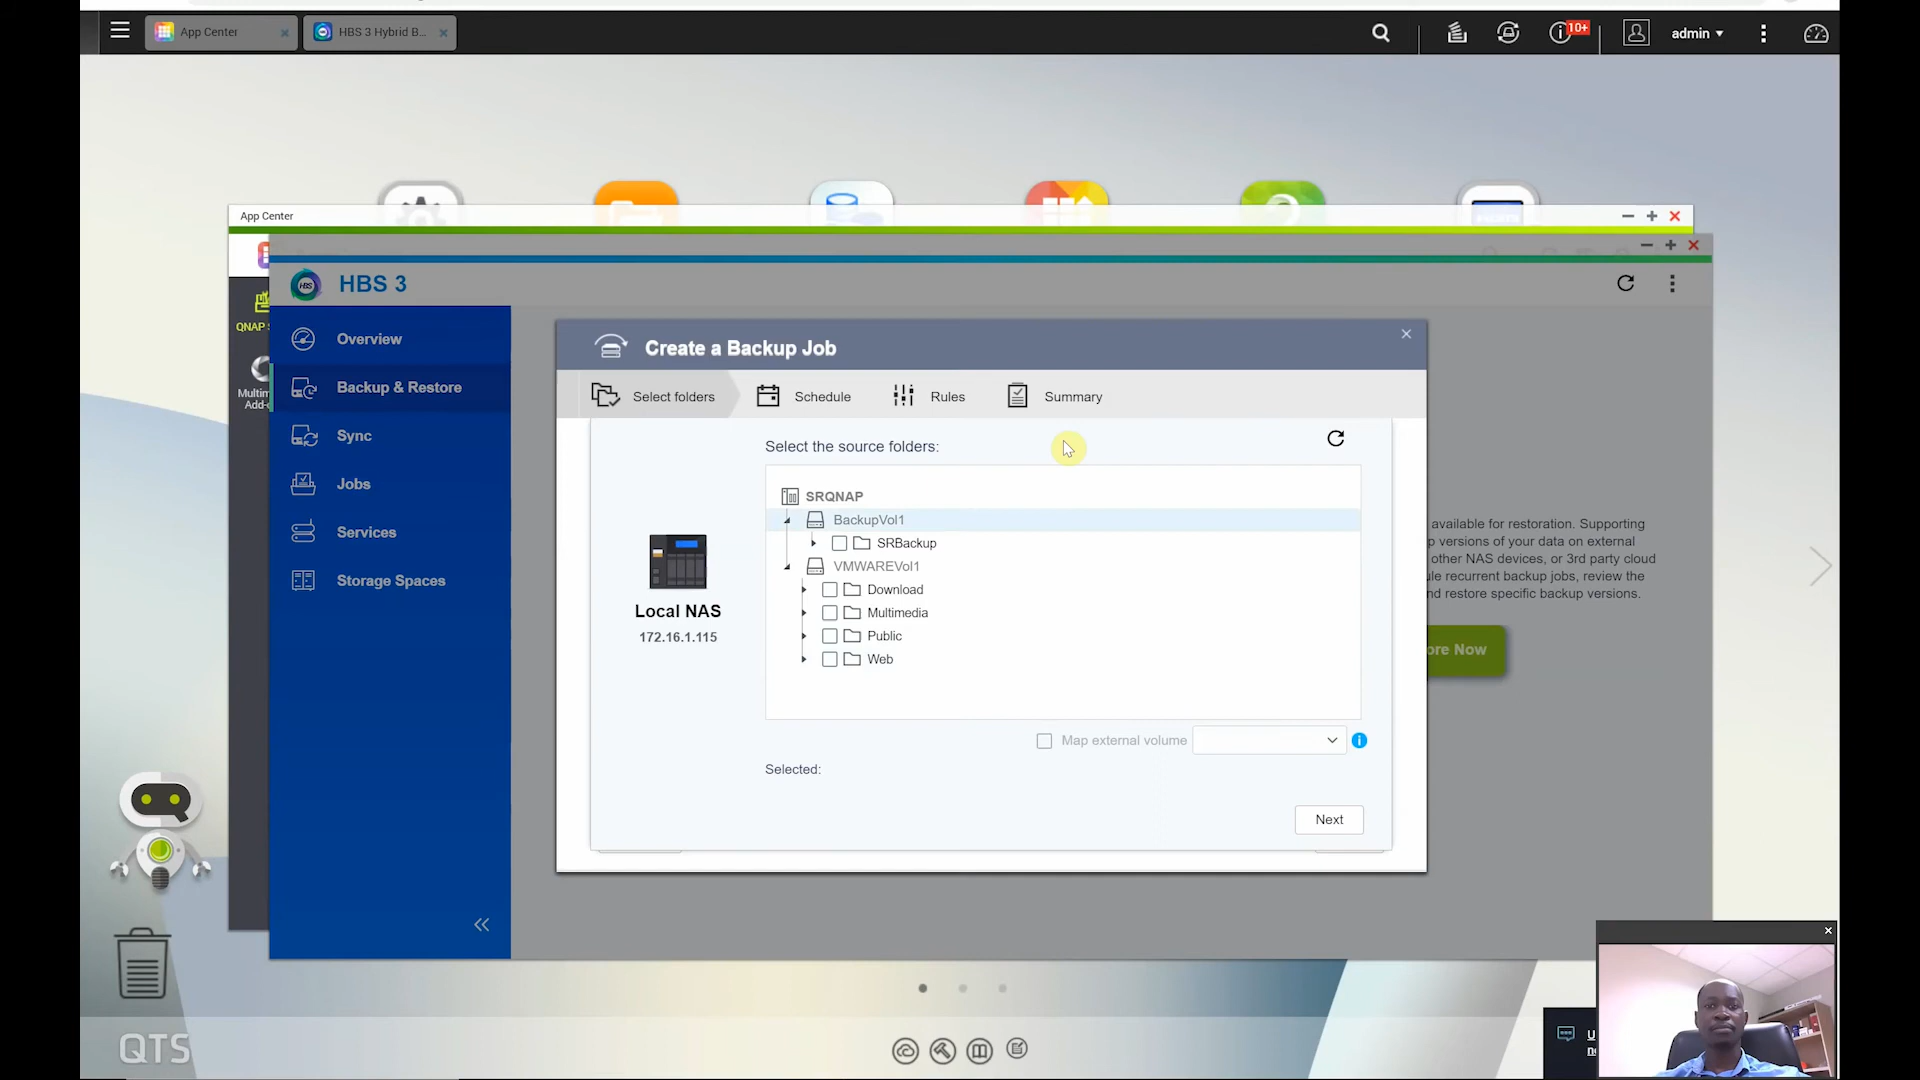 App Center
HBS 3 Hybrid B...
10+
admin
App Center
HBS
HBS 3
QNAP
Overview
Backup & Restore
Sync
Jobs
Services
Storage Spaces
Create a Backup Job
Select folders
Schedule
Rules
Summary
Select the source folders:
SRQNAP
BackupVol1
SRBackup
VMWAREVol1
Download
Multimedia
Public
Web
Local NAS
172.16.1.115
Map external volume
Selected:
Next
available for restoration. Supporting
p versions of your data on external
other NAS devices, or 3rd party cloud
ule recurrent backup jobs, review the
nd restore specific backup versions.
ore Now
QTS